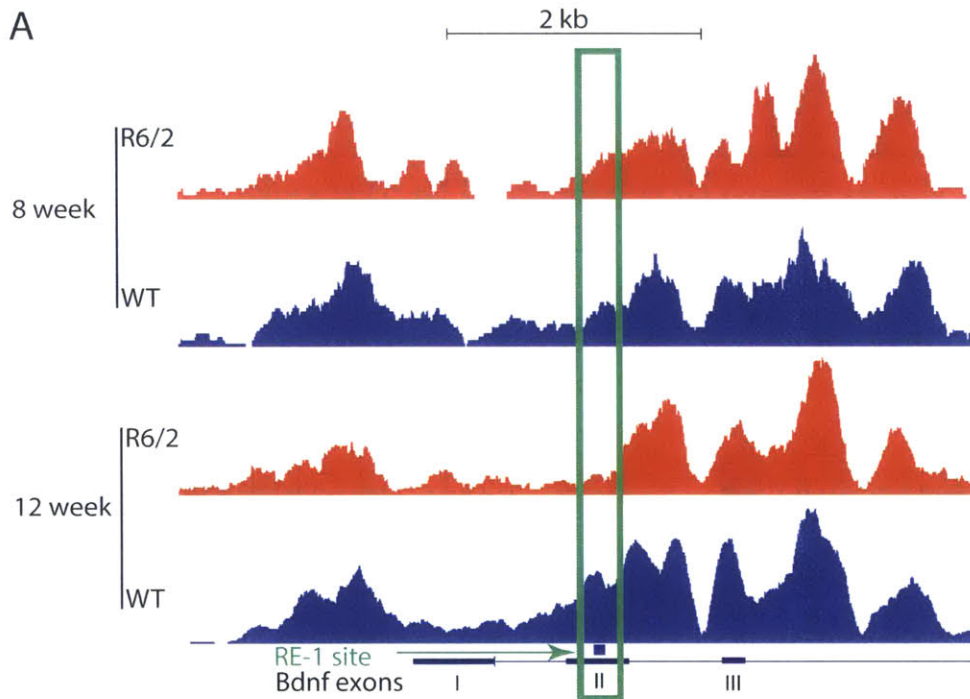 A
2 kb
R6/2
8 week
WT
R6/2
12 week
WT
RE-1 site
Bdnf exons I II III